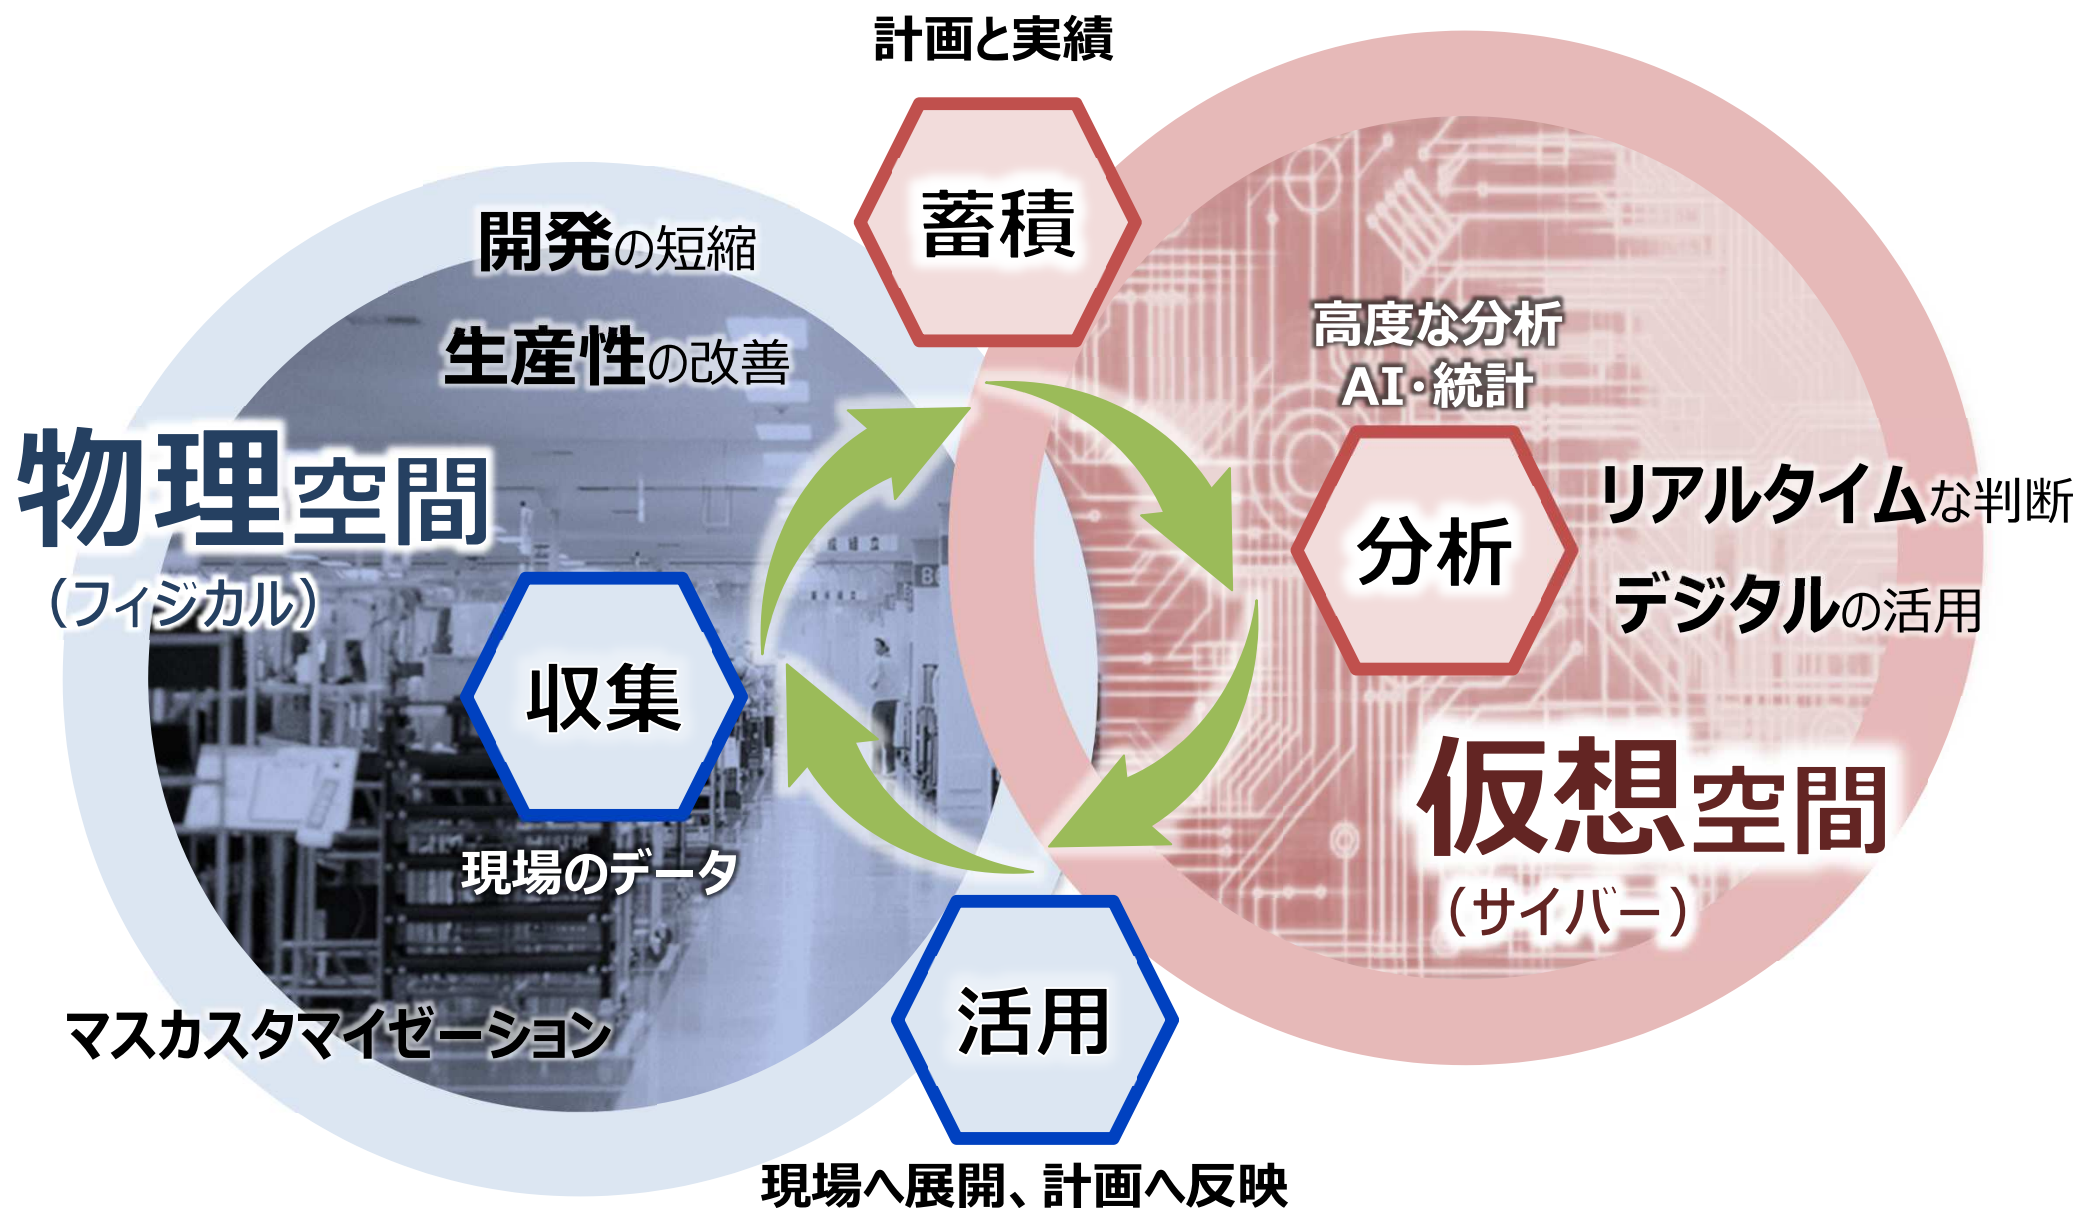 計画と実績
蓄積
開発の短縮
生産性の改善
高度な分析
AI・統計
物理空間
(フィジカル)
リアルタイムな判断
分析
デジタルの活用
収集
現場のデータ
仮想空間
(サイバー)
マスカスタマイゼーション
活用
現場へ展開、計画へ反映